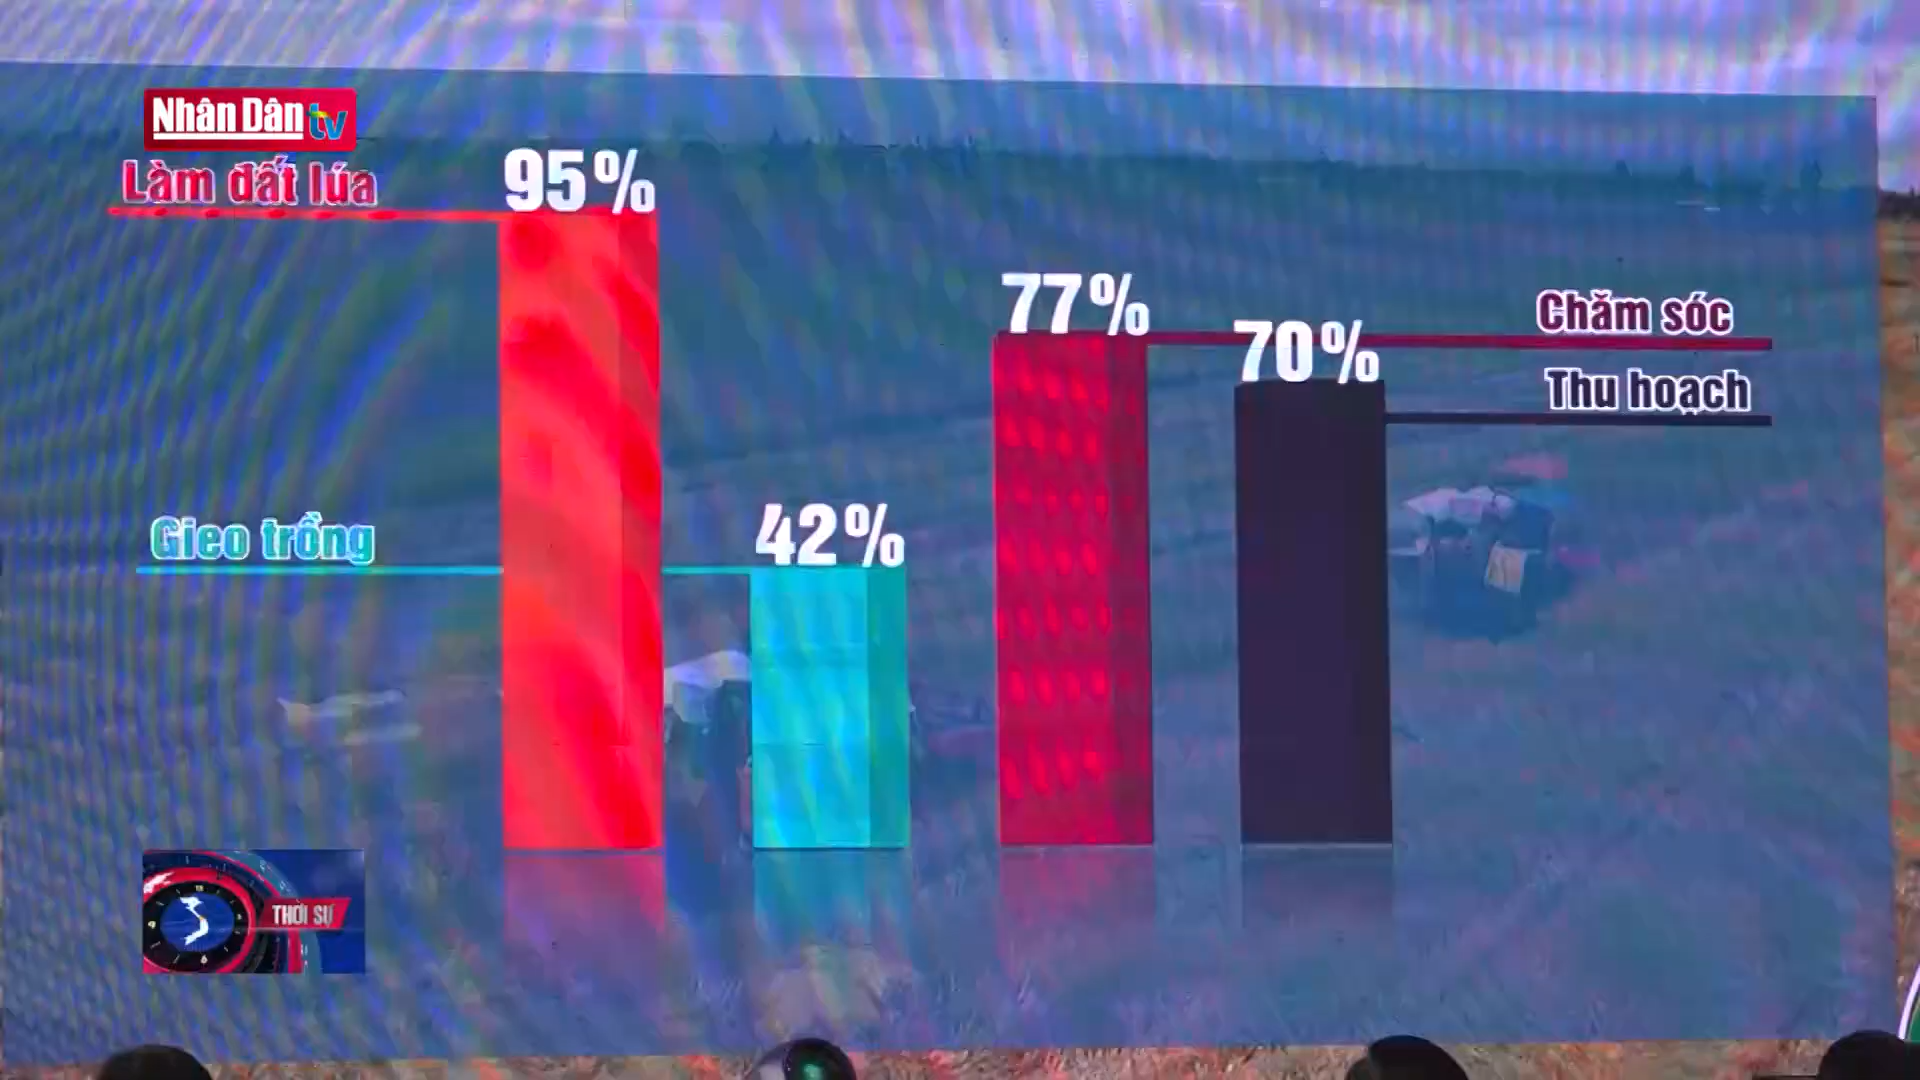 Nhân Dân tv
Làm đất lúa
95%
77%
Chăm sóc
70%
Thu hoạch
Gieo trồng
42%
THỜI SỰ